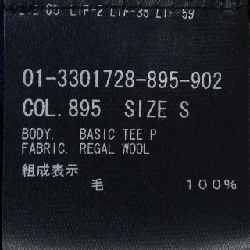 01-3301728-895-902
COL. 895 SIZE S
BODY. BASIC TEE P
FABRIC. REGAL WOOL
組成表示
毛 100%